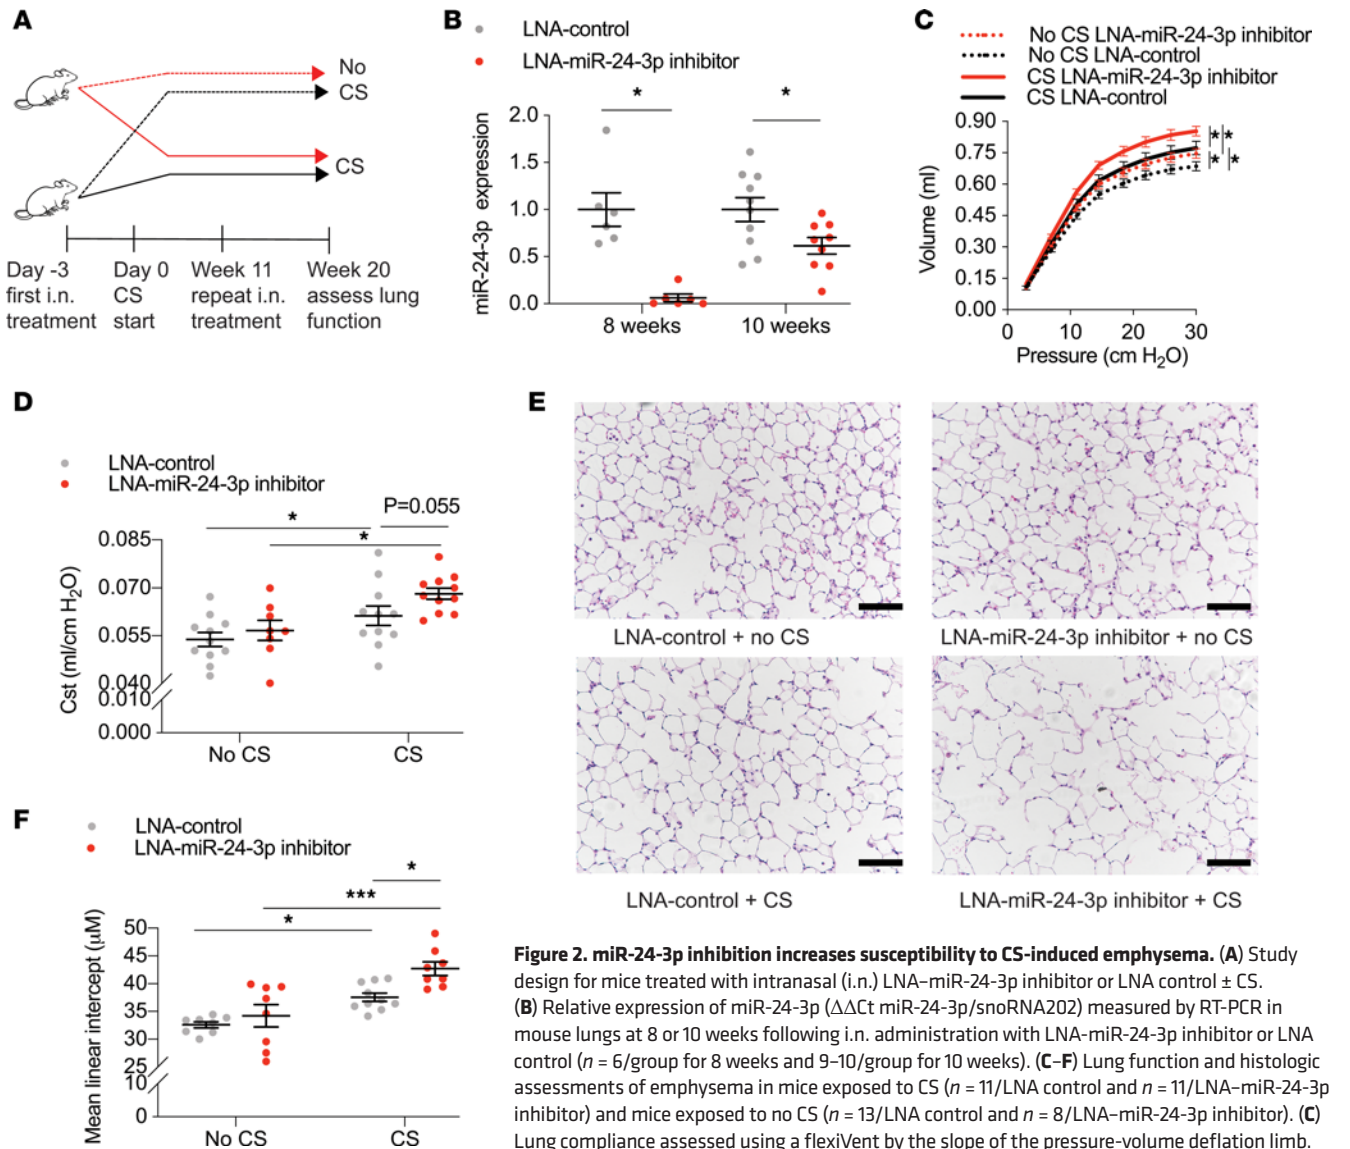 A
No
CS
CS
Day -3
first i.n.
treatment
Day 0
CS
start
Week 11
repeat i.n.
treatment
Week 20
assess lung
function
B
LNA-control
LNA-miR-24-3p inhibitor
miR-24-3p expression
*
*
2.0
1.5
1.0
0.5
0.0
8 weeks
10 weeks
C
No CS LNA-miR-24-3p inhibitor
No CS LNA-control
CS LNA-miR-24-3p inhibitor
CS LNA-control
Volume (ml)
0.90
0.75
0.60
0.45
0.30
0.15
0.00
* *
* *
0 10 20 30
Pressure (cm H2O)
D
LNA-control
LNA-miR-24-3p inhibitor
P=0.055
*
*
Cst (ml/cm H2O)
0.085
0.070
0.055
0.040
0.010
0.000
No CS
CS
E
LNA-control + no CS
LNA-miR-24-3p inhibitor + no CS
LNA-control + CS
LNA-miR-24-3p inhibitor + CS
F
LNA-control
LNA-miR-24-3p inhibitor
*
***
*
Mean linear intercept (µM)
50
45
40
35
30
25
10
0
No CS
CS
Figure 2. miR-24-3p inhibition increases susceptibility to CS-induced emphysema. (A) Study
design for mice treated with intranasal (i.n.) LNA–miR-24-3p inhibitor or LNA control ± CS.
(B) Relative expression of miR-24-3p (ΔΔCt miR-24-3p/snoRNA202) measured by RT-PCR in
mouse lungs at 8 or 10 weeks following i.n. administration with LNA-miR-24-3p inhibitor or LNA
control (n = 6/group for 8 weeks and 9–10/group for 10 weeks). (C–F) Lung function and histologic
assessments of emphysema in mice exposed to CS (n = 11/LNA control and n = 11/LNA–miR-24-3p
inhibitor) and mice exposed to no CS (n = 13/LNA control and n = 8/LNA–miR-24-3p inhibitor). (C)
Lung compliance assessed using a flexiVent by the slope of the pressure-volume deflation limb.